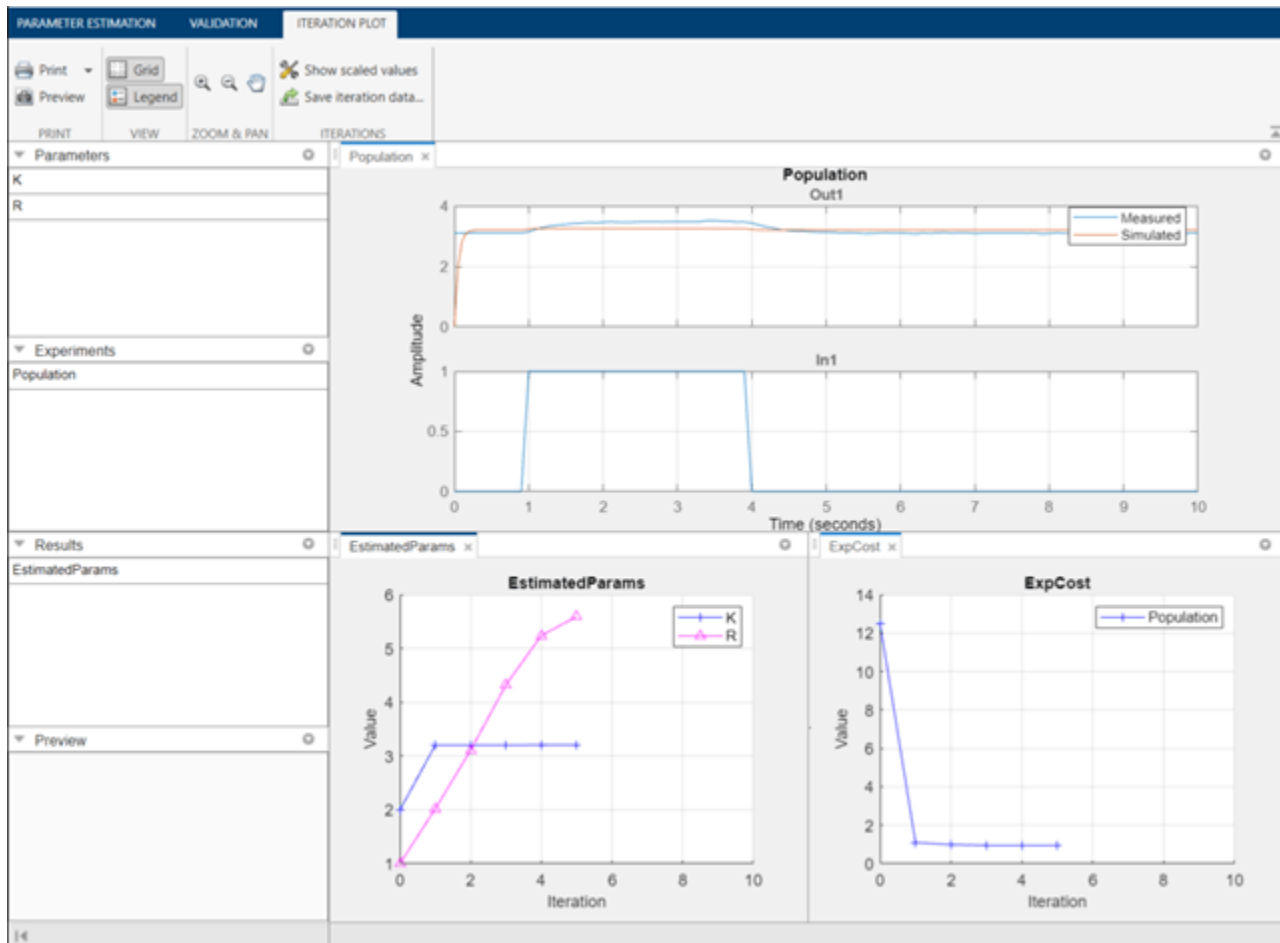 PARAMETER ESTIMATION VALIDATION ITERATION PLOT
Print Grid Show scaled values
Preview Legend Save iteration data...
PRINT VIEW ZOOM & PAN ITERATIONS
Parameters
K
R
Experiments
Population
Results
EstimatedParams
Preview
Population
Population
Out1
4
2
0
Measured
Simulated
Amplitude
In1
1
0.5
0
0 1 2 3 4 5 6 7 8 9 10
Time (seconds)
EstimatedParams
EstimatedParams
6
5
4
3
2
1
K
R
Value
0 2 4 6 8 10
Iteration
ExpCost
ExpCost
14
12
10
8
6
4
2
0
Population
Value
0 2 4 6 8 10
Iteration